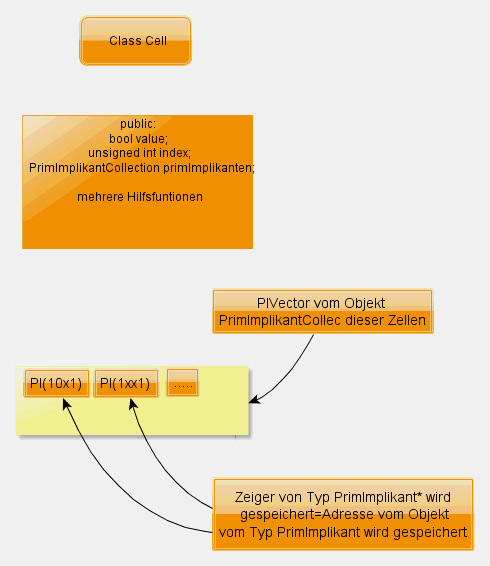 Class Cell
public:
bool value;
unsigned int index;
PrimImplikantCollection primImplikanten;
mehrere Hilfsfuntionen
PIVector vom Objekt
PrimImplikantCollec dieser Zellen
PI(10x1) PI(1xx1) .....
Zeiger von Typ PrimImplikant* wird
gespeichert=Adresse vom Objekt
vom Typ PrimImplikant wird gespeichert